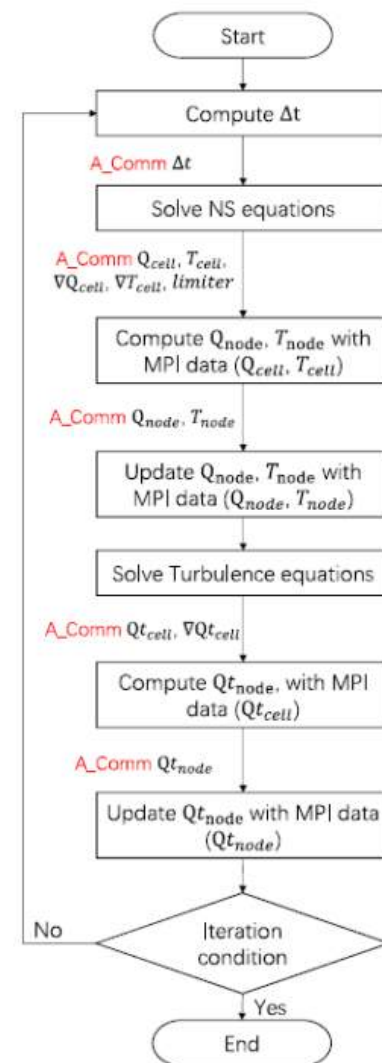 Start
Compute Δt
A_Comm Δt
Solve NS equations
A_Comm Q_cell, T_cell,
∇Q_cell, ∇T_cell, limiter
Compute Q_node, T_node with
MPI data (Q_cell, T_cell)
A_Comm Q_node, T_node
Update Q_node, T_node with
MPI data (Q_node, T_node)
Solve Turbulence equations
A_Comm Qt_cell, ∇Qt_cell
Compute Qt_node, with MPI
data (Qt_cell)
A_Comm Qt_node
Update Qt_node with MPI data
(Qt_node)
No
Iteration
condition
Yes
End